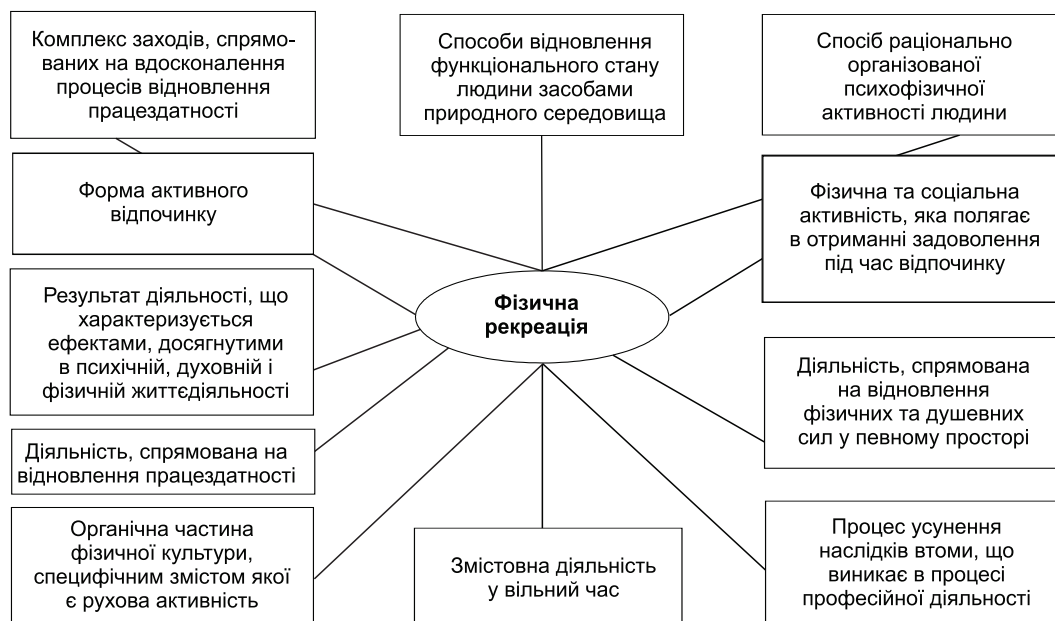 Комплекс заходів, спрямо-
ваних на вдосконалення
процесів відновлення
працездатності
Способи відновлення
функціонального стану
людини засобами
природного середовища
Спосіб раціонально
організованої
психофізичної
активності людини
Форма активного
відпочинку
Фізична та соціальна
активність, яка полягає
в отриманні задоволення
під час відпочинку
Фізична
рекреація
Результат діяльності, що
характеризується
ефектами, досягнутими
в психічній, духовній і
фізичній життєдіяльності
Діяльність, спрямована
на відновлення
фізичних та душевних
сил у певному просторі
Діяльність, спрямована на
відновлення працездатності
Органічна частина
фізичної культури,
специфічним змістом якої
є рухова активність
Змістовна діяльність
у вільний час
Процес усунення
наслідків втоми, що
виникає в процесі
професійної діяльності